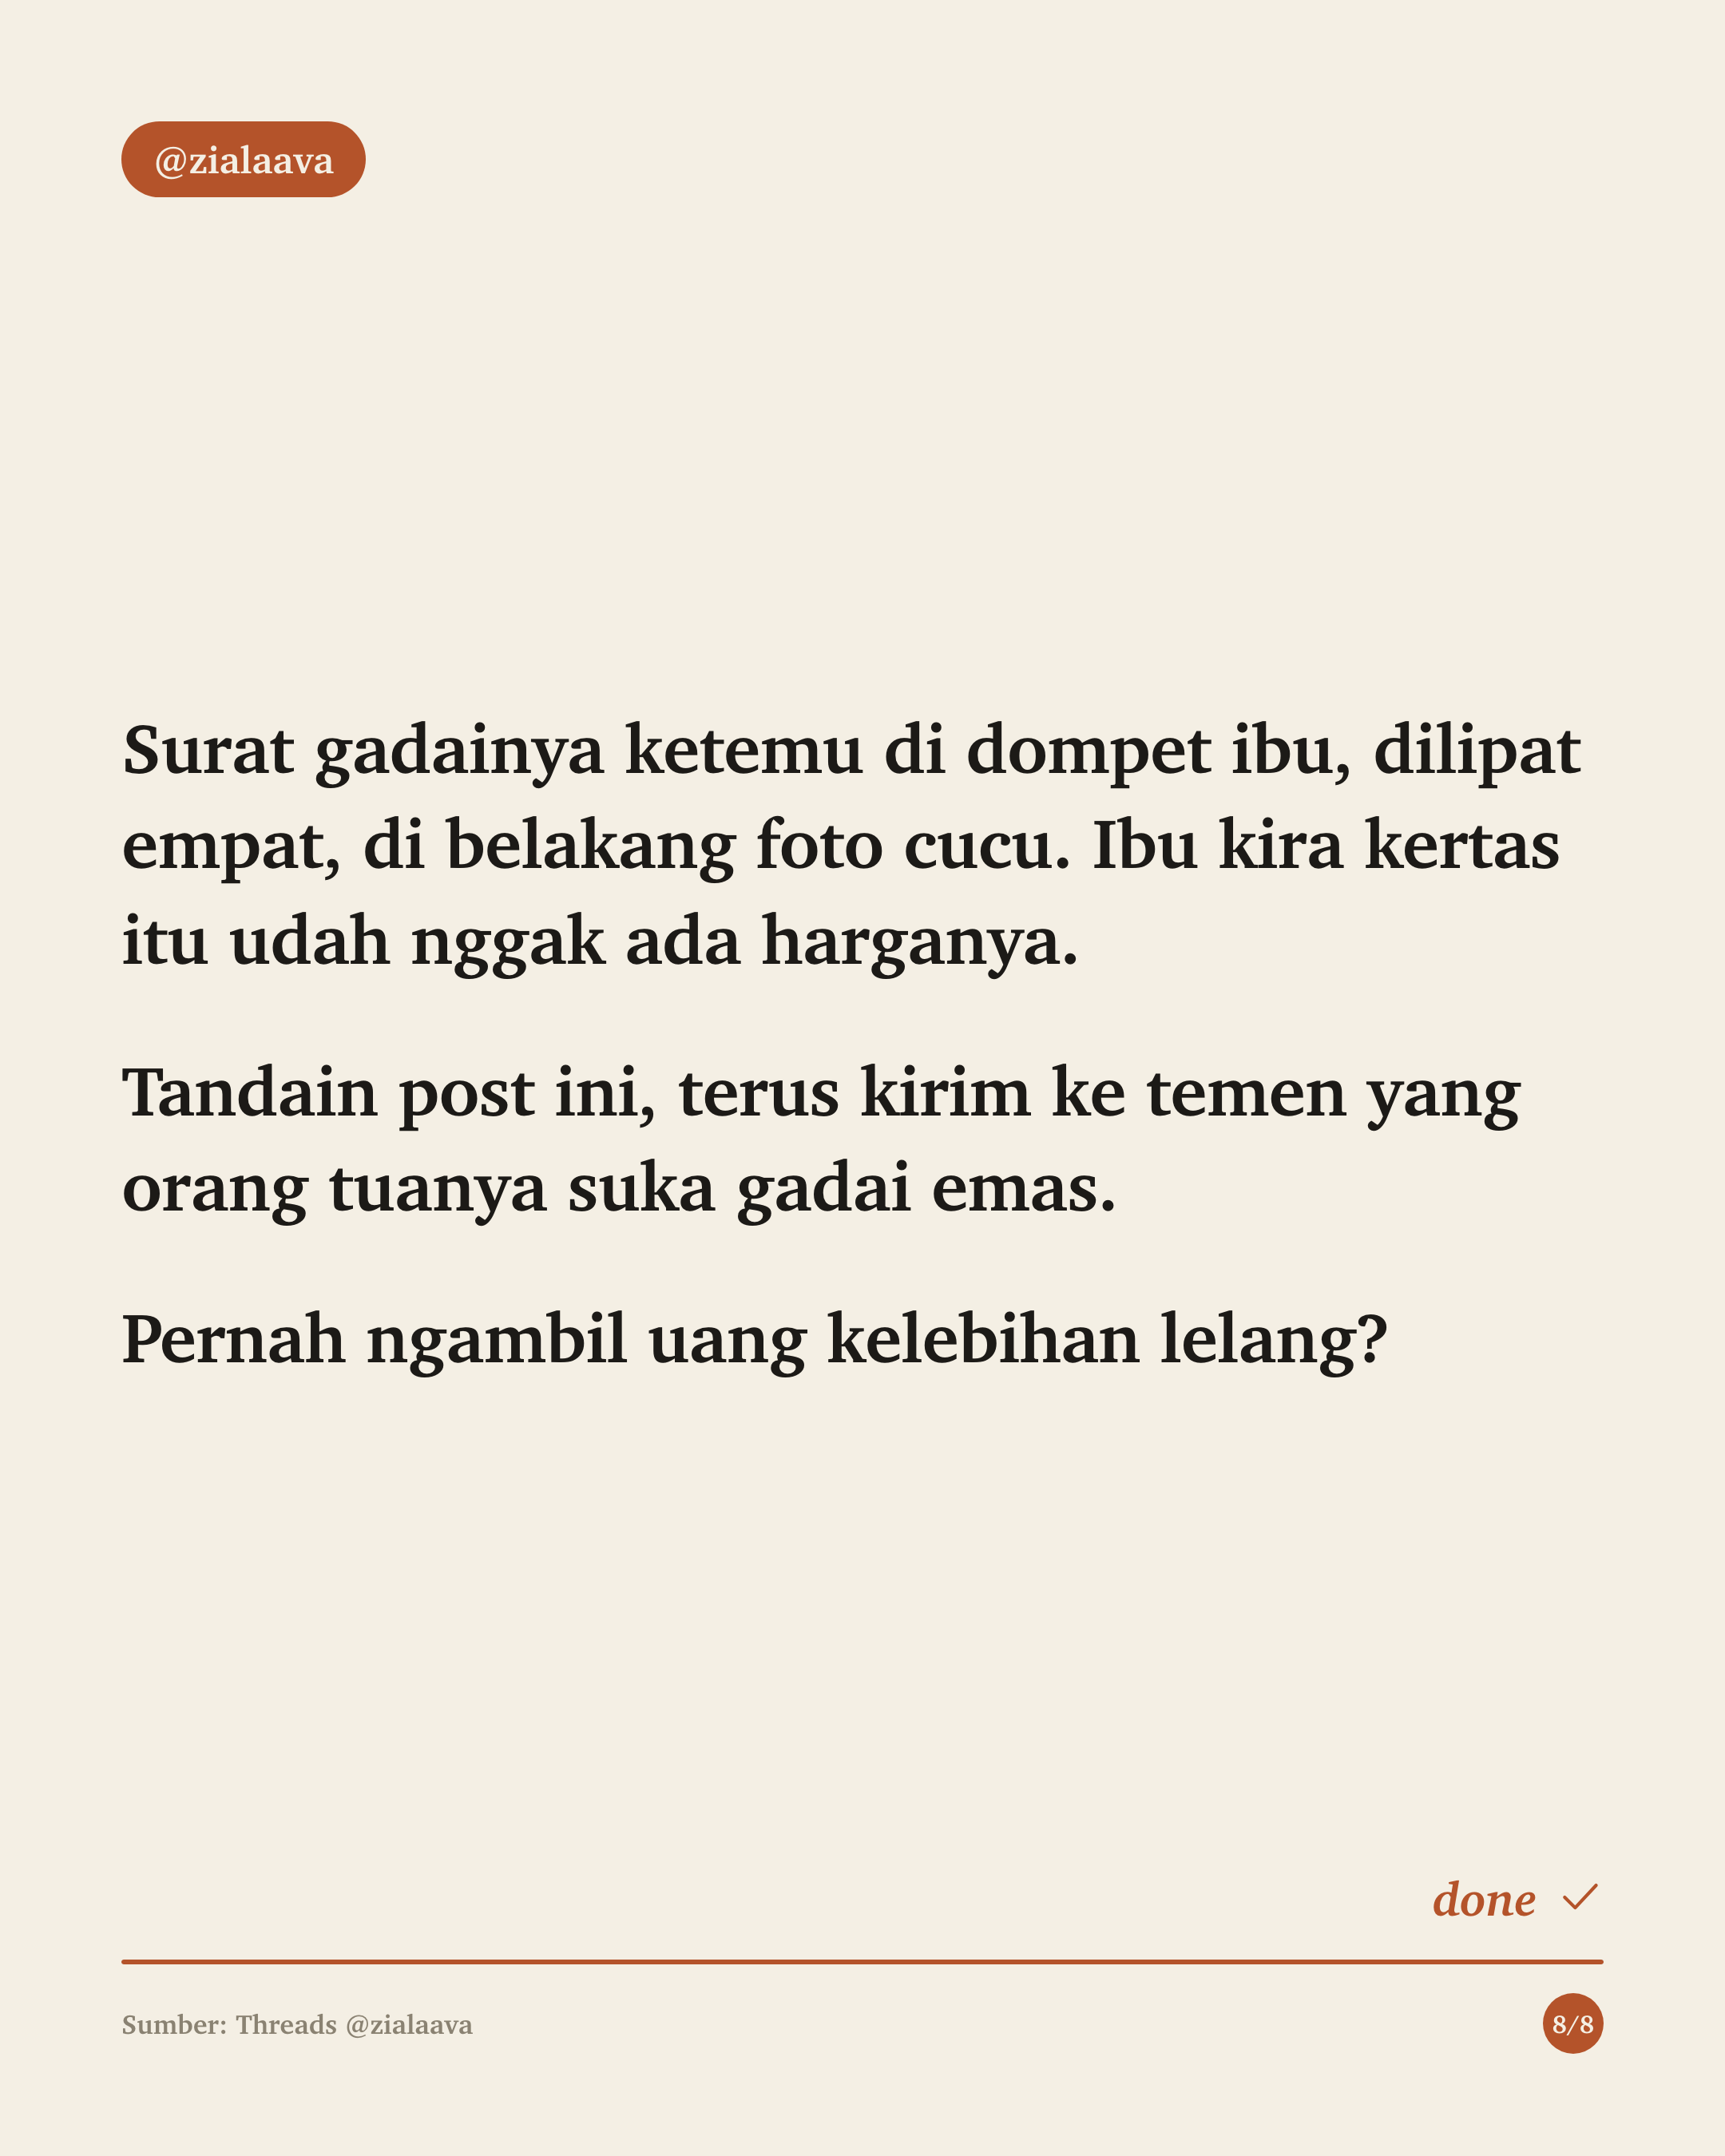 @zialaava
Surat gadainya ketemu di dompet ibu, dilipat
empat, di belakang foto cucu. Ibu kira kertas
itu udah nggak ada harganya.
Tandain post ini, terus kirim ke temen yang
orang tuanya suka gadai emas.
Pernah ngambil uang kelebihan lelang?
done ✓
Sumber: Threads @zialaava
8/8